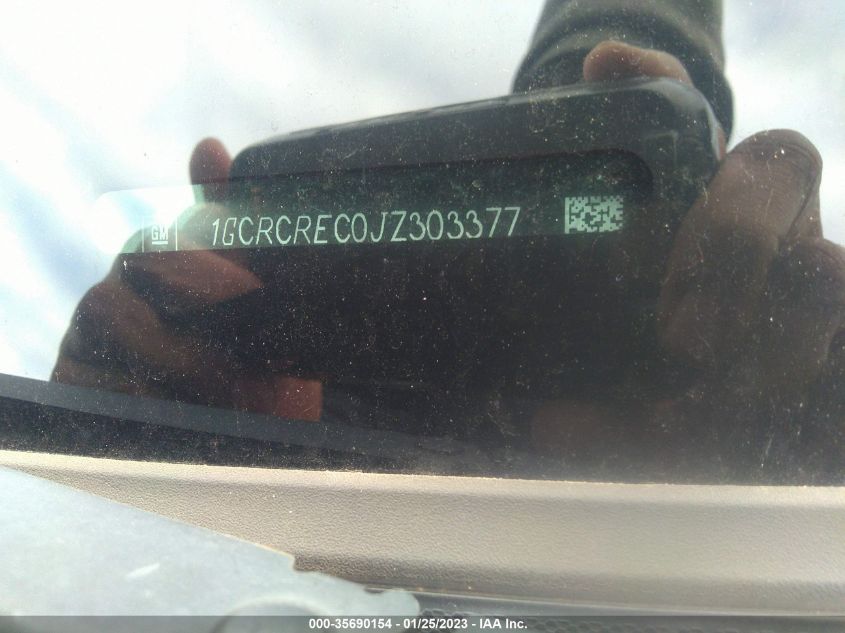 GM 1GCRCREC0JZ303377
000-35690154 - 01/25/2023 - IAA Inc.